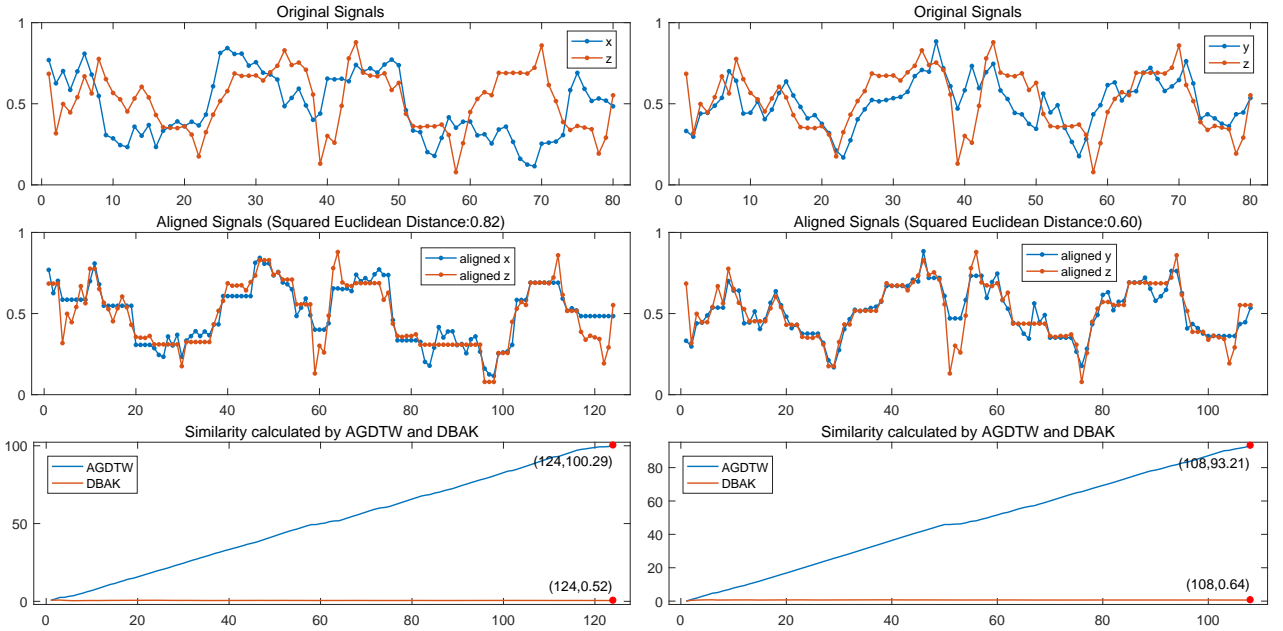 Original Signals
1
0.5
0
x
z
0 10 20 30 40 50 60 70 80
Original Signals
1
0.5
0
y
z
0 10 20 30 40 50 60 70 80
Aligned Signals (Squared Euclidean Distance:0.82)
1
0.5
0
aligned x
aligned z
0 20 40 60 80 100 120
Aligned Signals (Squared Euclidean Distance:0.60)
1
0.5
0
aligned y
aligned z
0 20 40 60 80 100
Similarity calculated by AGDTW and DBAK
100
50
0
AGDTW
DBAK
(124,100.29)
(124,0.52)
0 20 40 60 80 100 120
Similarity calculated by AGDTW and DBAK
80
60
40
20
0
AGDTW
DBAK
(108,93.21)
(108,0.64)
0 20 40 60 80 100